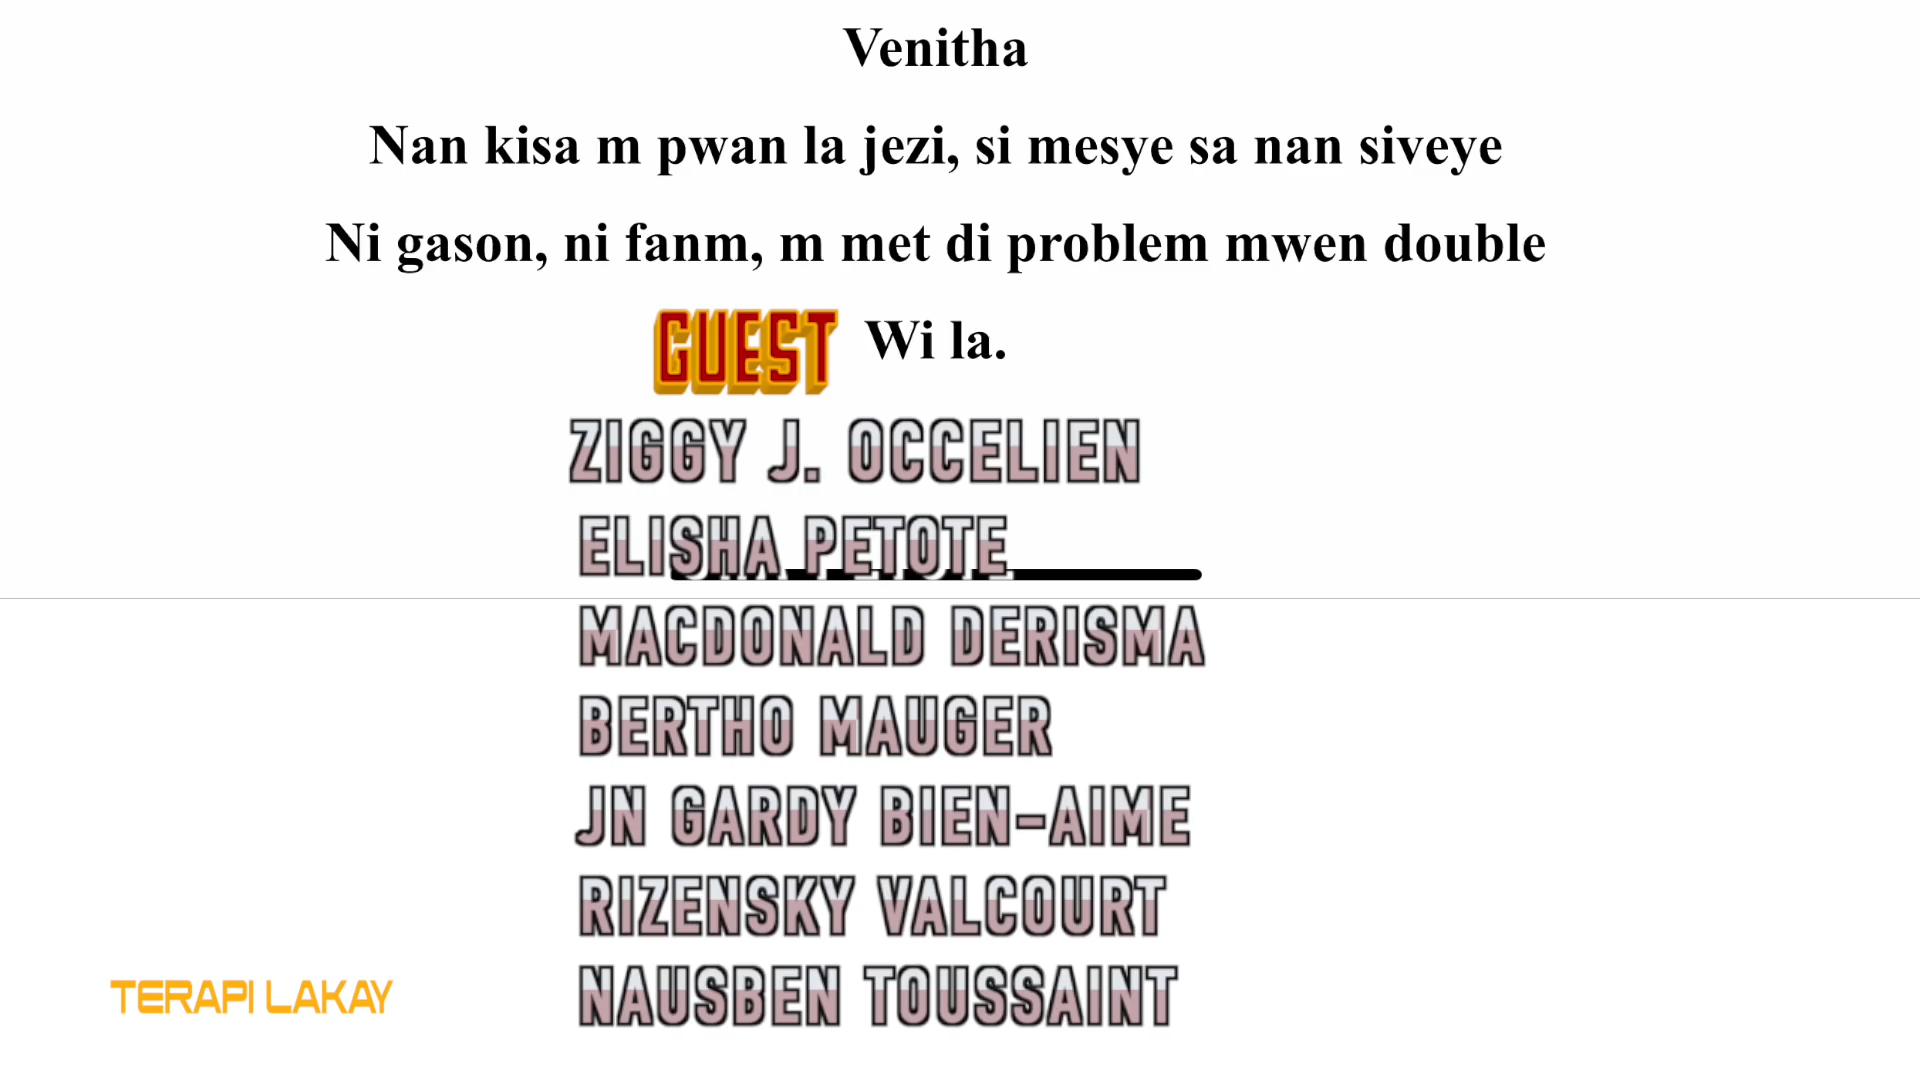 Venitha
Nan kisa m pwan la jezi, si mesye sa nan siveye
Ni gason, ni fanm, m met di problem mwen double
GUEST Wi la.
ZIGGY J. OCCELIEN
ELISHA PETOTE
MACDONALD DERISMA
BERTHO MAUGER
JN GARDY BIEN-AIME
RIZENSKY VALCOURT
NAUSBEN TOUSSAINT
TERAPI LAKAY